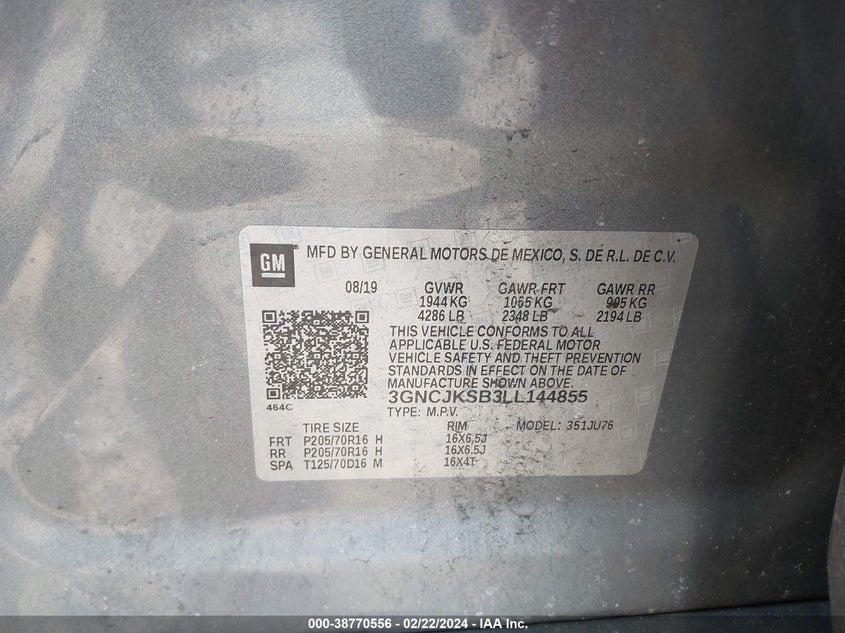 GM
MFD BY GENERAL MOTORS DE MEXICO, S. DE R.L. DE C.V.
08/19 GVWR GAWR FRT GAWR RR
1944 KG 1065 KG 995 KG
4286 LB 2348 LB 2194 LB
THIS VEHICLE CONFORMS TO ALL
APPLICABLE U.S. FEDERAL MOTOR
VEHICLE SAFETY AND THEFT PREVENTION
STANDARDS IN EFFECT ON THE DATE OF
MANUFACTURE SHOWN ABOVE.
464C 3GNCJKSB3LL144855
TYPE: M.P.V.
TIRE SIZE RIM MODEL: 351JU76
FRT P205/70R16 H 16X6.5J
RR P205/70R16 H 16X6.5J
SPA T125/70D16 M 16X4T
000-38770556 - 02/22/2024 - IAA, Inc.